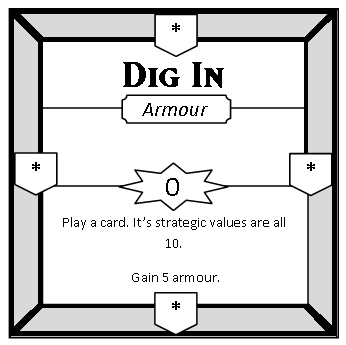 *
DIG IN
Armour
* *
0
Play a card. It's strategic values are all
10.
Gain 5 armour.
*